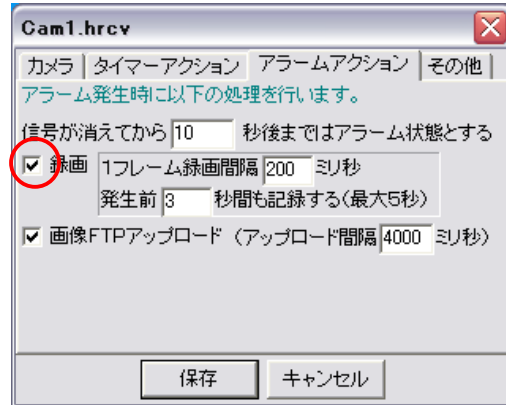 Cam1.hrcv
カメラ タイマーアクション アラームアクション その他
アラーム発生時に以下の処理を行います。
信号が消えてから 10 秒後まではアラーム状態とする
録画 1フレーム録画間隔 200 ミリ秒
発生前 3 秒間も記録する(最大5秒)
画像FTPアップロード (アップロード間隔 4000 ミリ秒)
保存 キャンセル